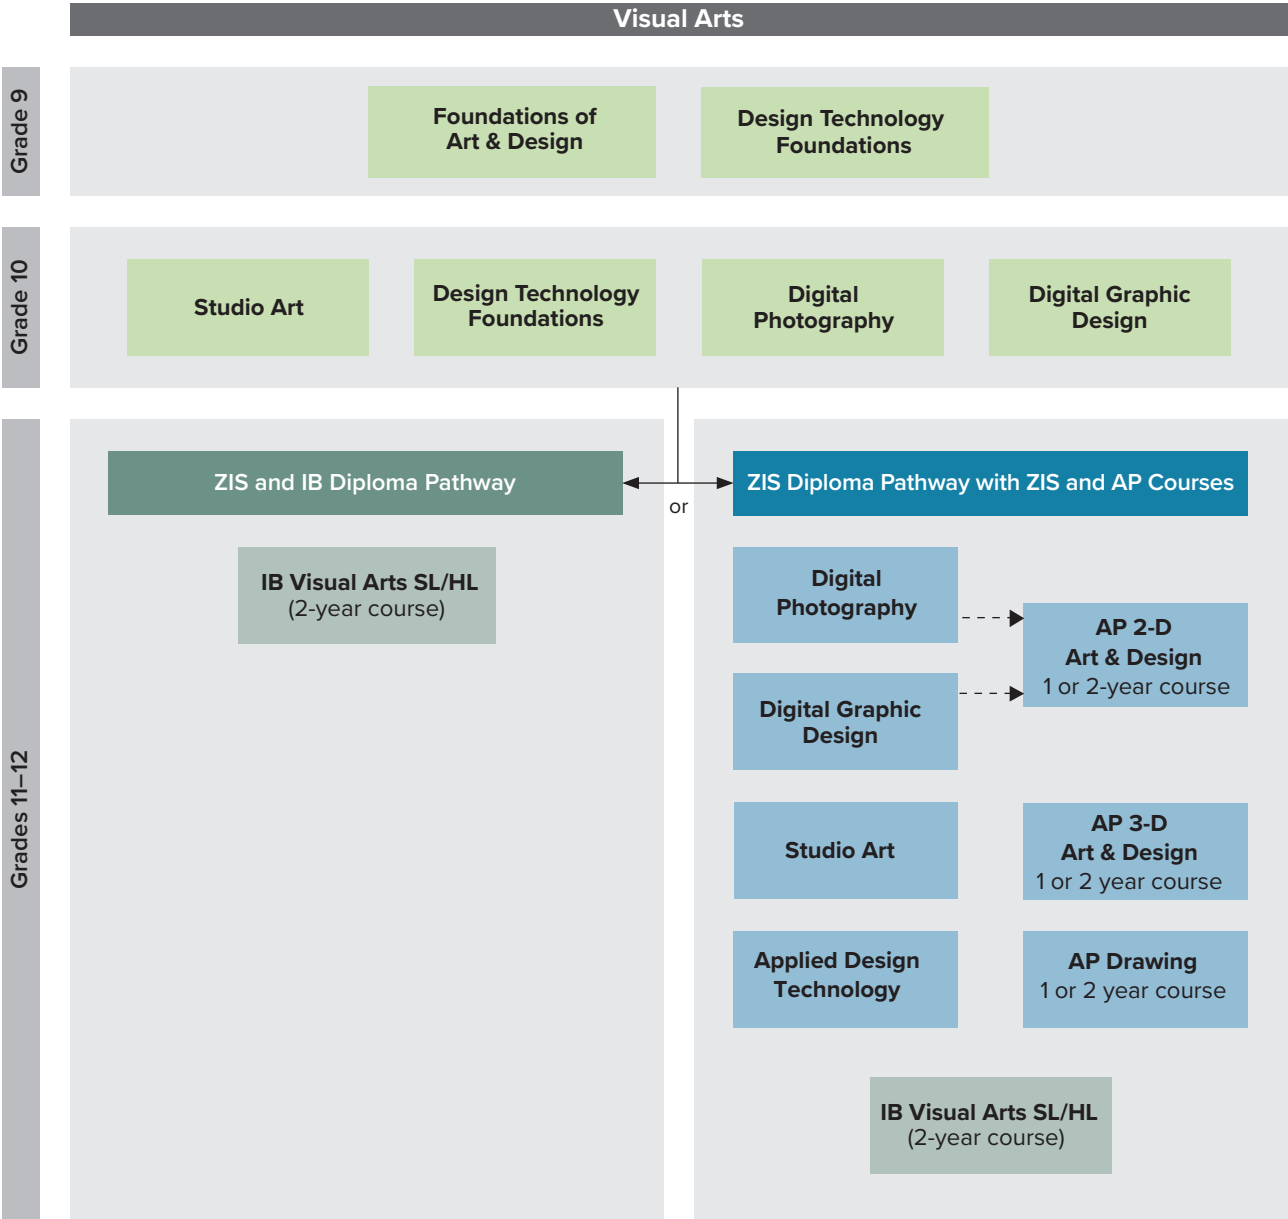 Visual Arts
Grade 9
Foundations of
Art & Design
Design Technology
Foundations
Grade 10
Studio Art
Design Technology
Foundations
Digital
Photography
Digital Graphic
Design
Grades 11–12
ZIS and IB Diploma Pathway
or
ZIS Diploma Pathway with ZIS and AP Courses
IB Visual Arts SL/HL
(2-year course)
Digital
Photography
AP 2-D
Art & Design
1 or 2-year course
Digital Graphic
Design
Studio Art
AP 3-D
Art & Design
1 or 2 year course
Applied Design
Technology
AP Drawing
1 or 2 year course
IB Visual Arts SL/HL
(2-year course)